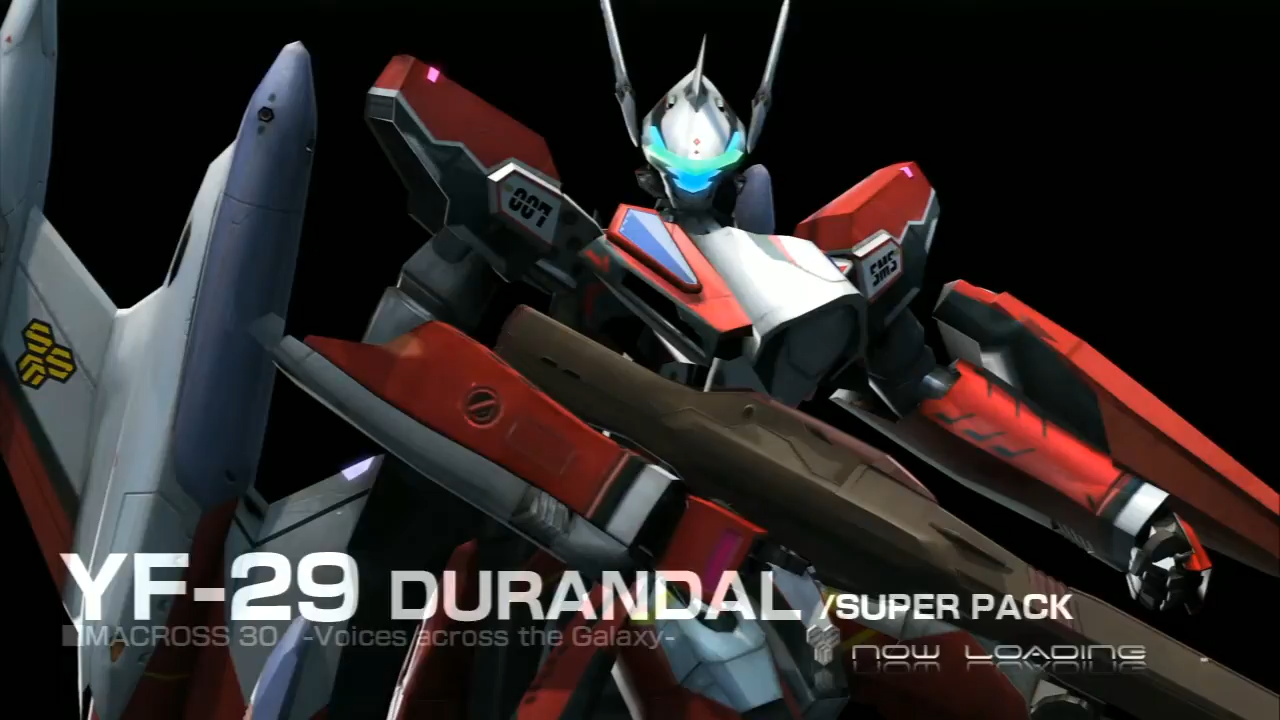 007
SMS
YF-29 DURANDAL /SUPER PACK
MACROSS 30 -Voices across the Galaxy-
NOW LOADING